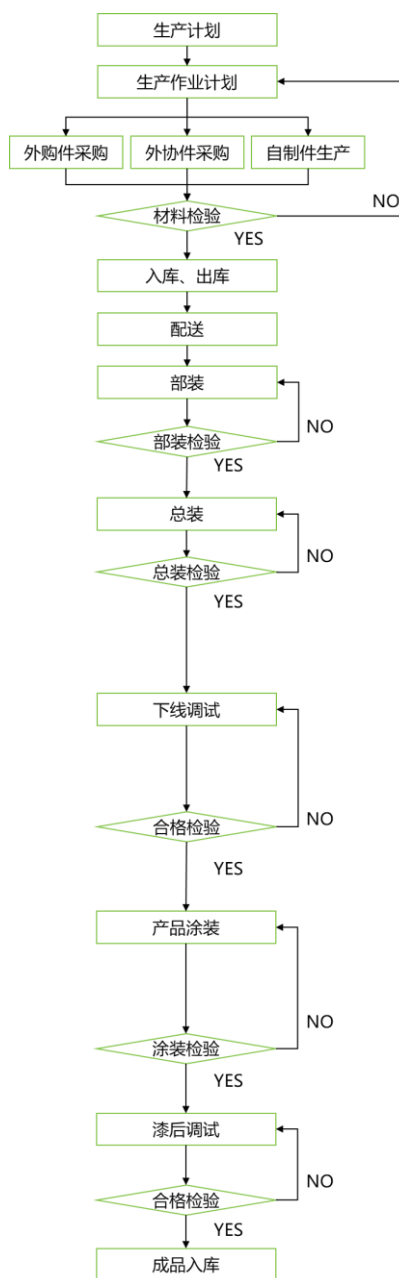 生产计划
生产作业计划
外购件采购
外协件采购
自制件生产
材料检验
NO
YES
入库、出库
配送
部装
NO
部装检验
YES
总装
NO
总装检验
YES
下线调试
NO
合格检验
YES
产品涂装
NO
涂装检验
YES
漆后调试
NO
合格检验
YES
成品入库